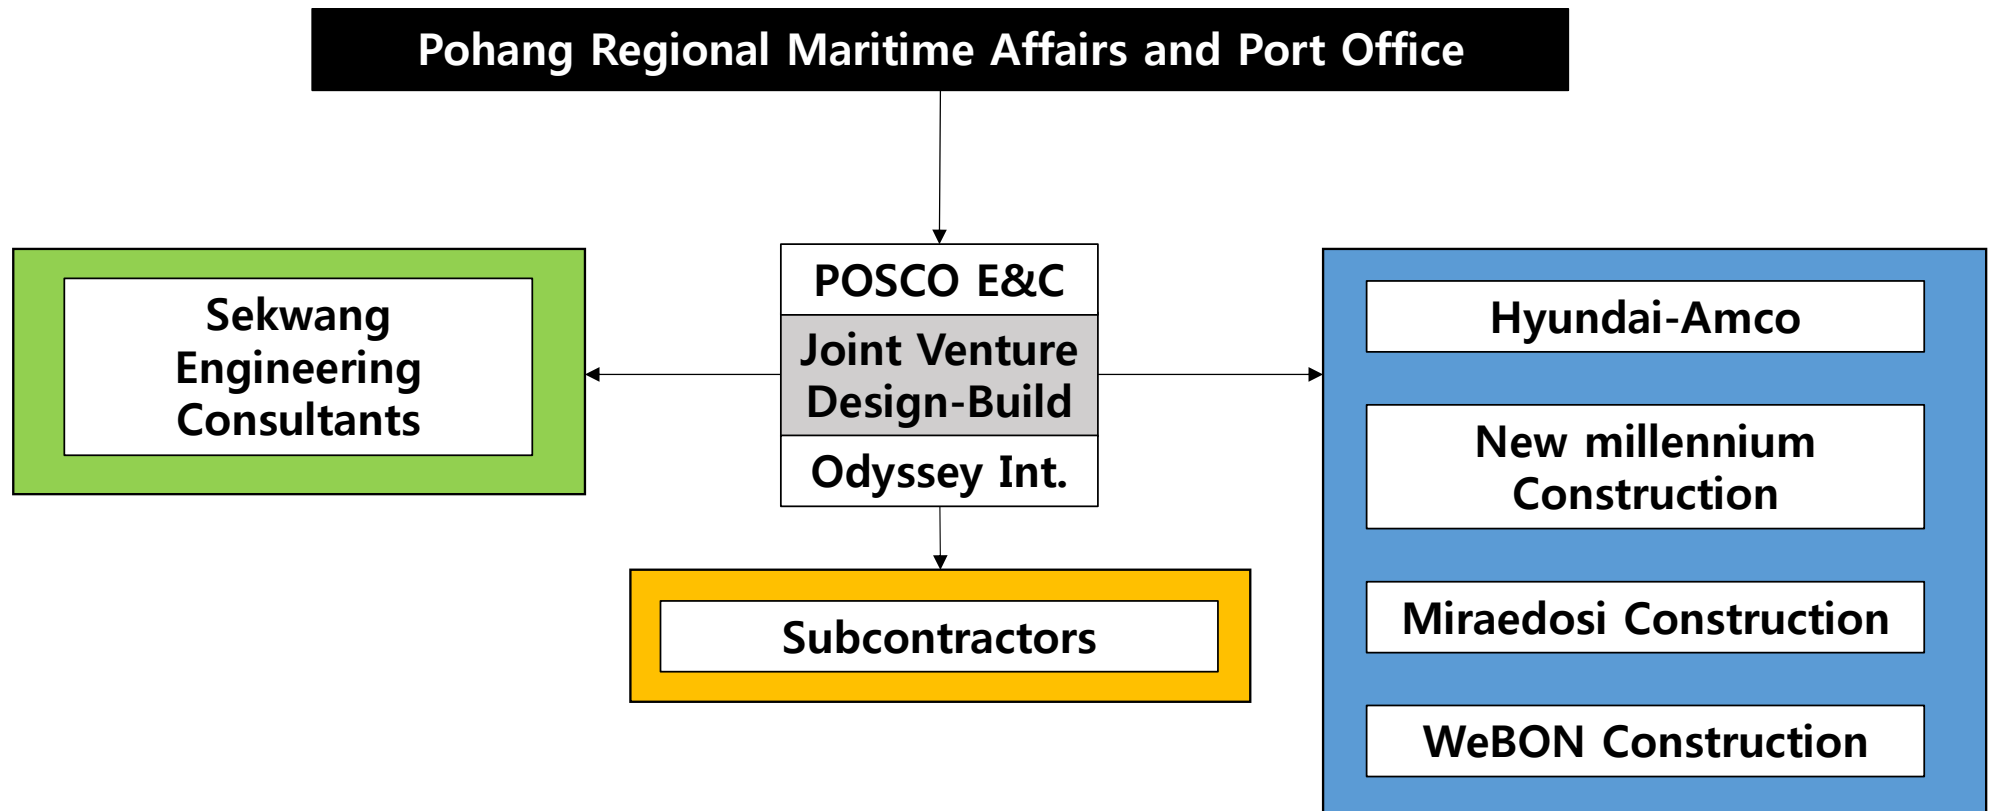 Pohang Regional Maritime Affairs and Port Office
Sekwang
Engineering
Consultants
POSCO E&C
Joint Venture
Design-Build
Odyssey Int.
Subcontractors
Hyundai-Amco
New millennium
Construction
Miraedosi Construction
WeBON Construction